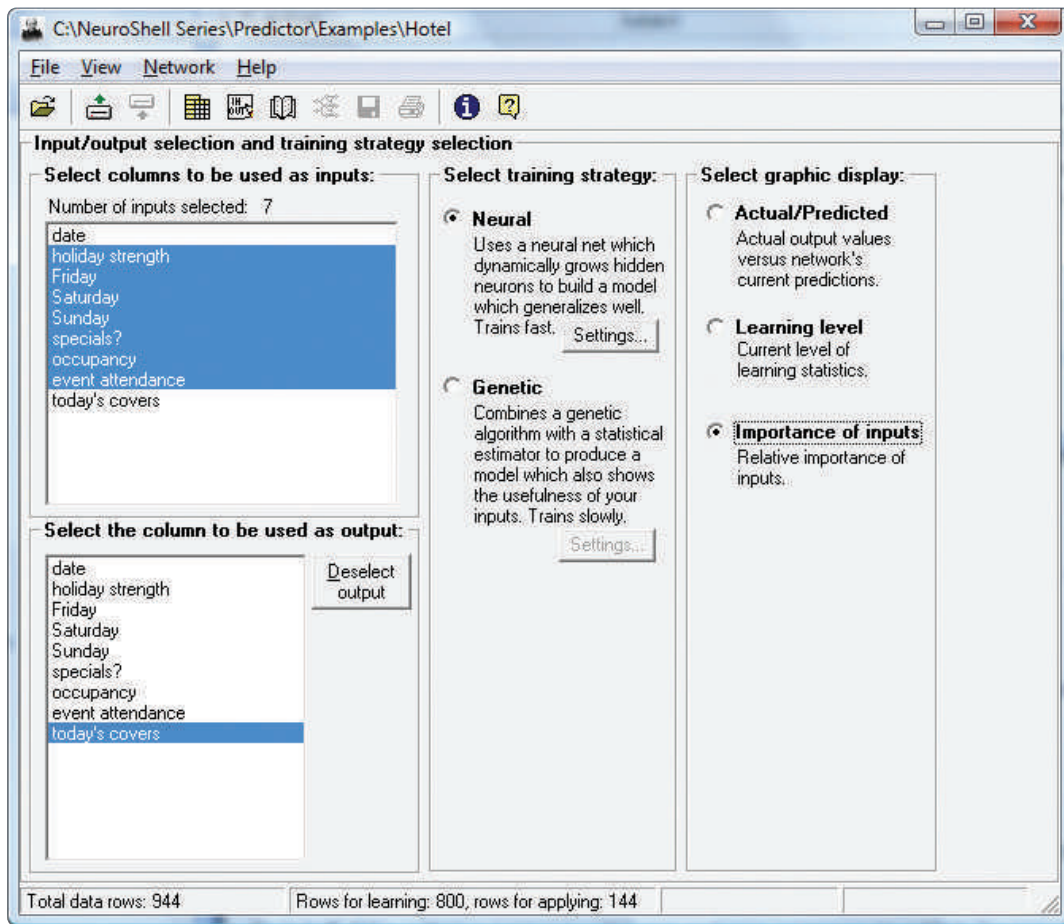 C:\NeuroShell Series\Predictor\Examples\Hotel
File View Network Help
Input/output selection and training strategy selection
Select columns to be used as inputs:
Number of inputs selected: 7
date
holiday strength
Friday
Saturday
Sunday
specials?
occupancy
event attendance
today's covers
Select the column to be used as output:
date
holiday strength
Friday
Saturday
Sunday
specials?
occupancy
event attendance
today's covers
Deselect
output
Select training strategy:
Neural
Uses a neural net which
dynamically grows hidden
neurons to build a model
which generalizes well.
Trains fast.
Settings...
Genetic
Combines a genetic
algorithm with a statistical
estimator to produce a
model which also shows
the usefulness of your
inputs. Trains slowly.
Settings...
Select graphic display:
Actual/Predicted
Actual output values
versus network's
current predictions.
Learning level
Current level of
learning statistics.
Importance of inputs
Relative importance of
inputs.
Total data rows: 944
Rows for learning: 800, rows for applying: 144